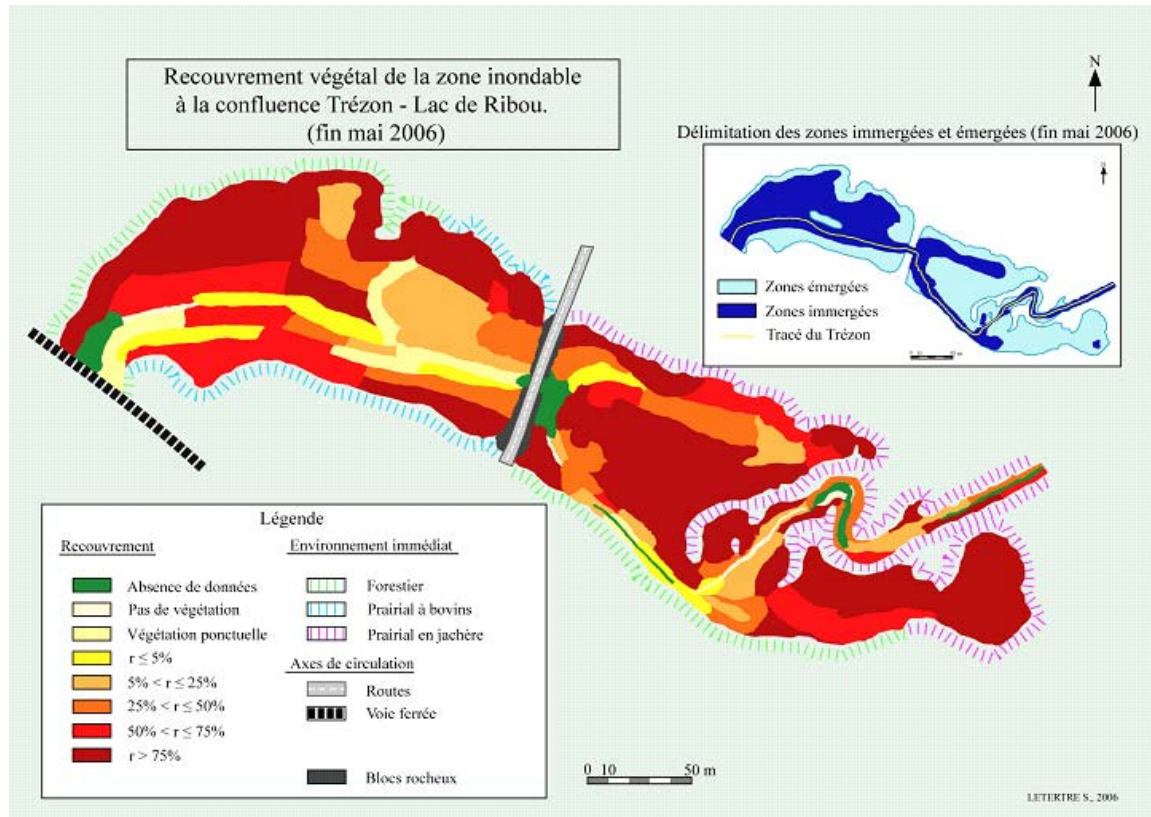 Recouvrement végétal de la zone inondable
à la confluence Trézon - Lac de Ribou.
(fin mai 2006)
N
Délimitation des zones immergées et émergées (fin mai 2006)
Zones émergées
Zones immergées
Tracé du Trézon
Légende
Recouvrement
Absence de données
Pas de végétation
Végétation ponctuelle
r ≤ 5%
5% < r ≤ 25%
25% < r ≤ 50%
50% < r ≤ 75%
r > 75%
Environnement immédiat
Forestier
Prairial à bovins
Prairial en jachère
Axes de circulation
Routes
Voie ferrée
Blocs rocheux
0 10 50 m
LETERTRE S., 2006